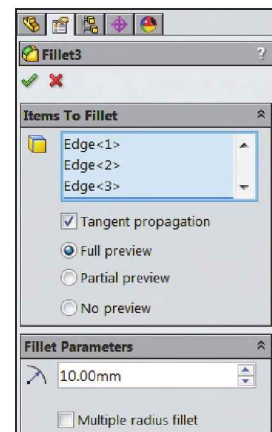 Fillet3
?
Items To Fillet
Edge<1>
Edge<2>
Edge<3>
Tangent propagation
Full preview
Partial preview
No preview
Fillet Parameters
10.00mm
Multiple radius fillet